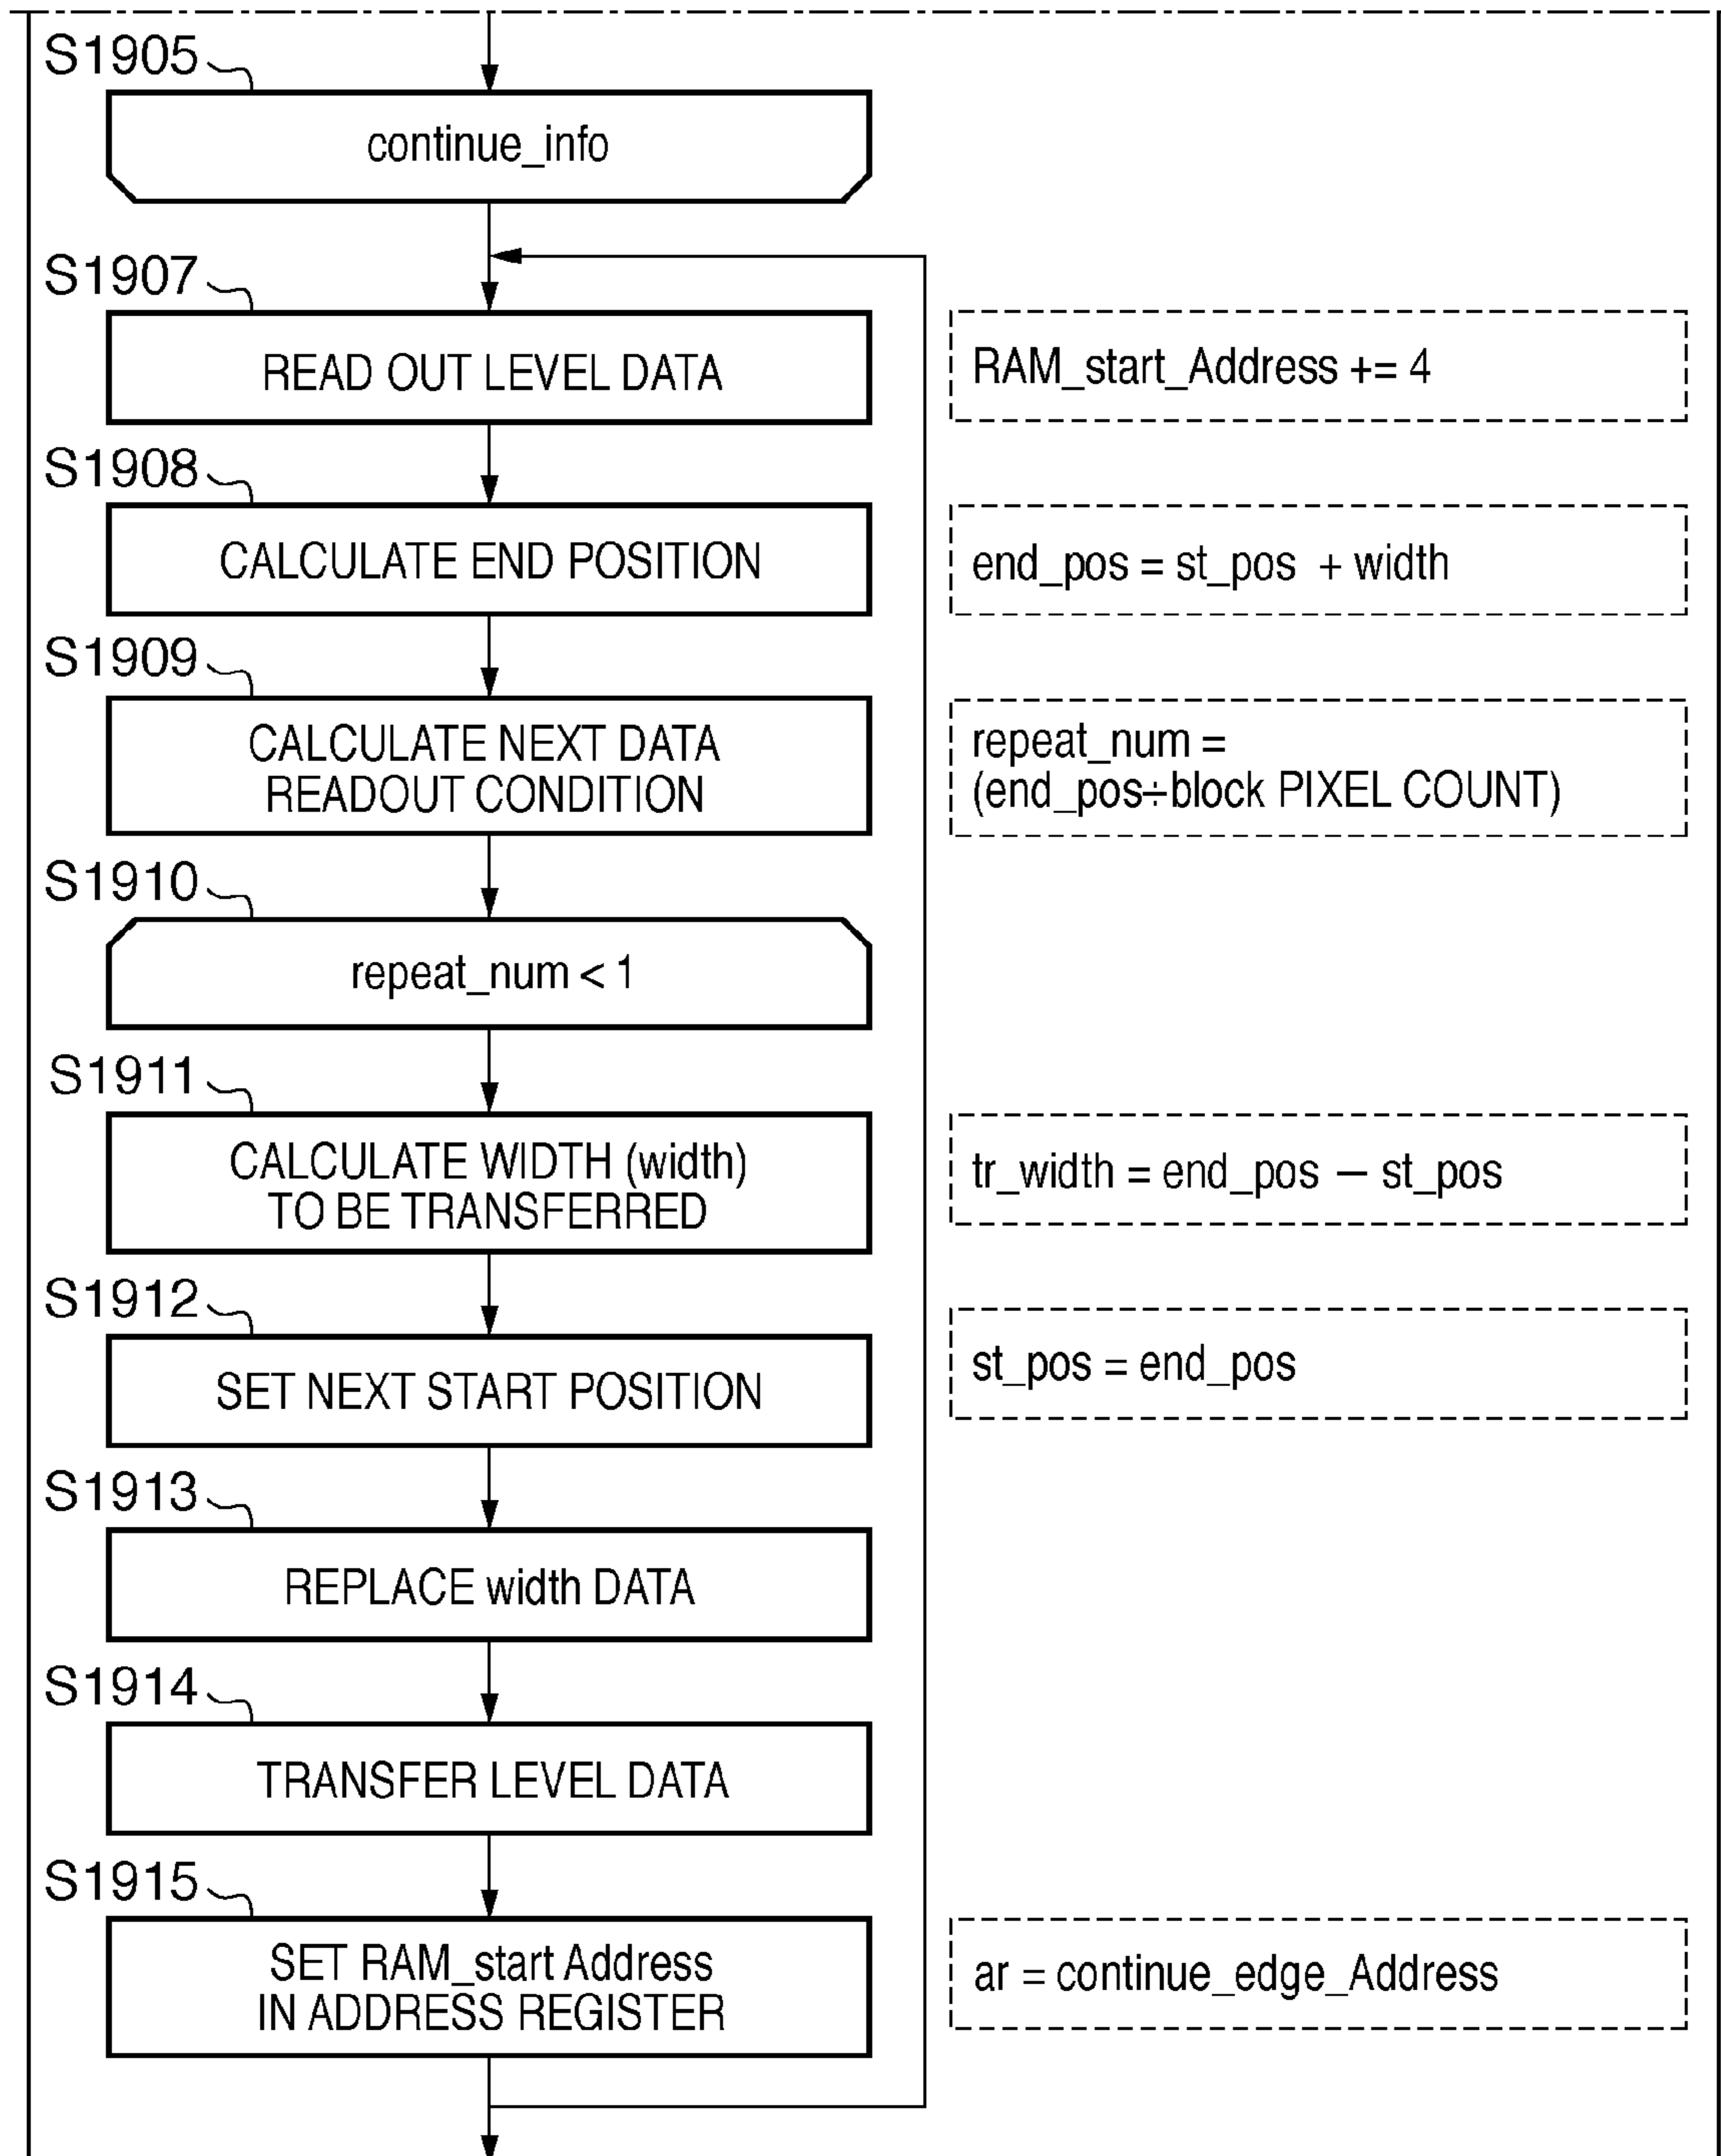 S1905
continue_info
S1907
READ OUT LEVEL DATA
RAM_start_Address += 4
S1908
CALCULATE END POSITION
end_pos = st_pos + width
S1909
CALCULATE NEXT DATA
READOUT CONDITION
repeat_num =
(end_pos÷block PIXEL COUNT)
S1910
repeat_num < 1
S1911
CALCULATE WIDTH (width)
TO BE TRANSFERRED
tr_width = end_pos − st_pos
S1912
SET NEXT START POSITION
st_pos = end_pos
S1913
REPLACE width DATA
S1914
TRANSFER LEVEL DATA
S1915
SET RAM_start Address
IN ADDRESS REGISTER
ar = continue_edge_Address